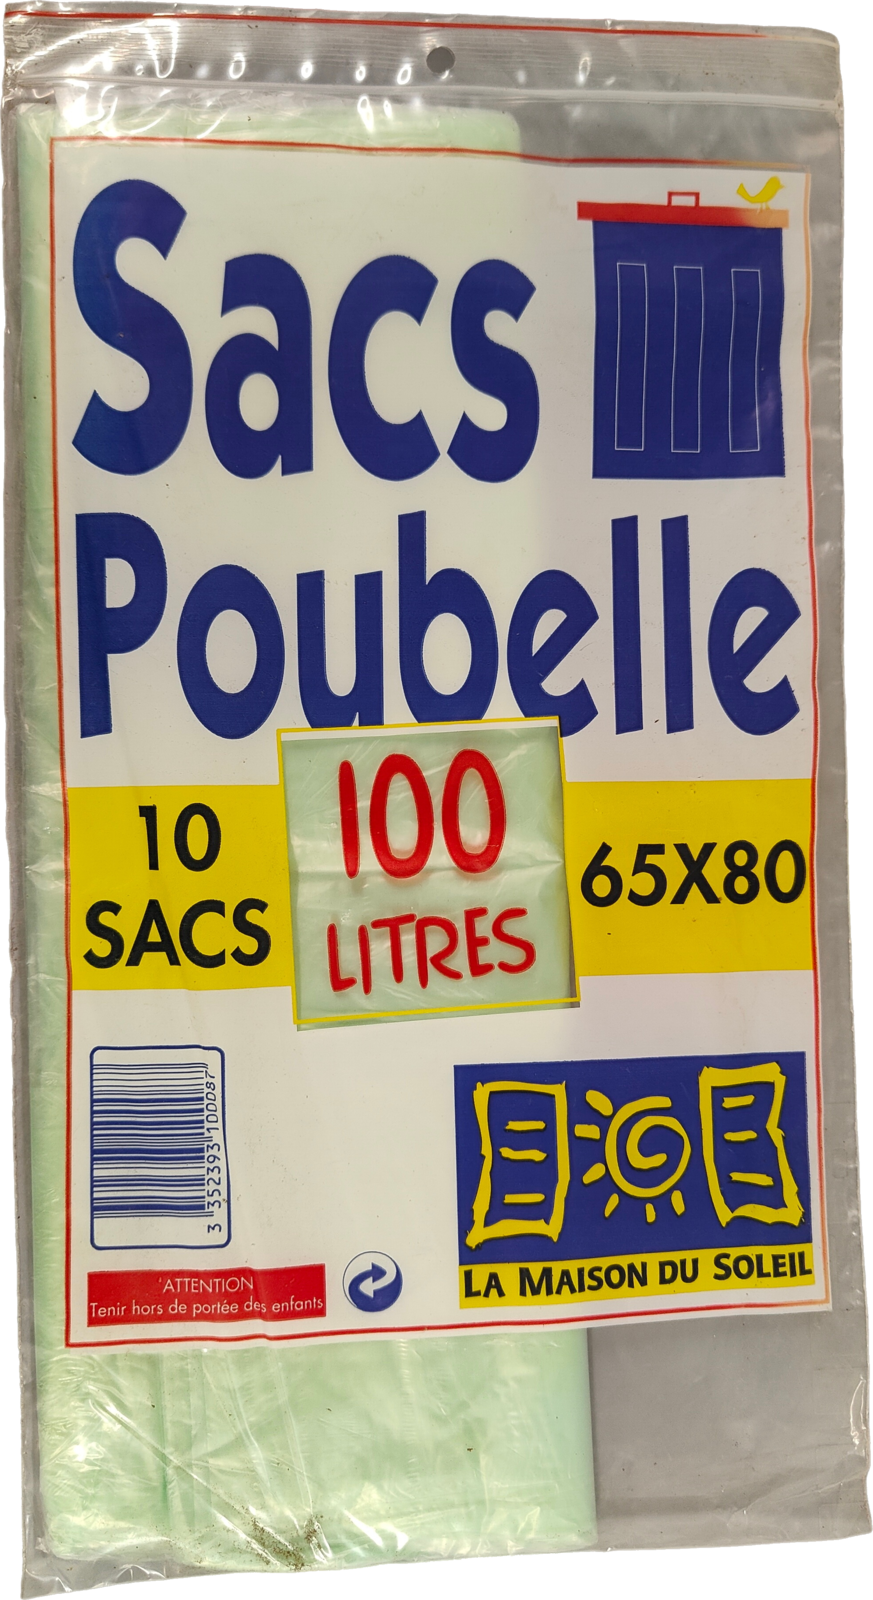 Sacs
Poubelle
10
SACS
100
LITRES
65X80
3 352393 100087
ATTENTION
Tenir hors de portée des enfants
LA MAISON DU SOLEIL